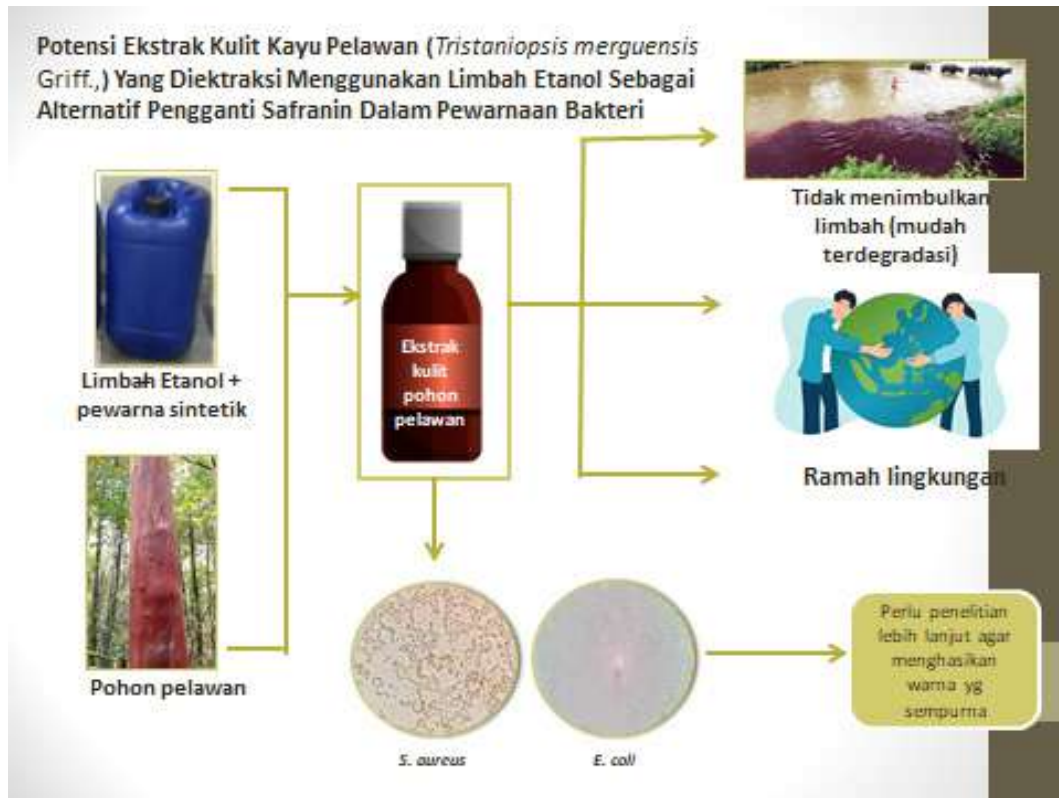 Potensi Ekstrak Kulit Kayu Pelawan (Tristaniopsis merguensis
Griff.,) Yang Diektraksi Menggunakan Limbah Etanol Sebagai
Alternatif Pengganti Safranin Dalam Pewarnaan Bakteri
Tidak menimbulkan
limbah (mudah
terdegradasi)
Ekstrak
kulit
pohon
pelawan
Limbah Etanol +
pewarna sintetik
Ramah lingkungan
Pohon pelawan
Perlu penelitian
lebih lanjut agar
menghasikan
warna yg
sempurna
S. aureus
E. coli